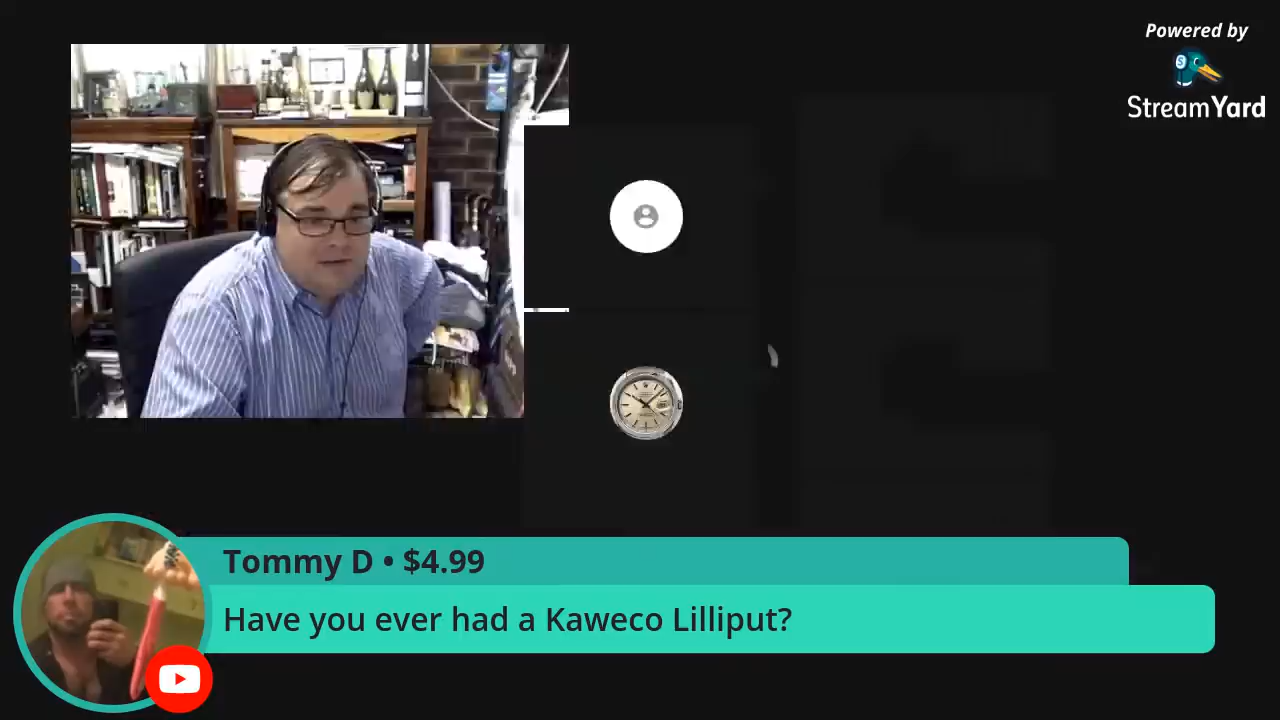 Powered by
StreamYard
Tommy D • $4.99
Have you ever had a Kaweco Lilliput?